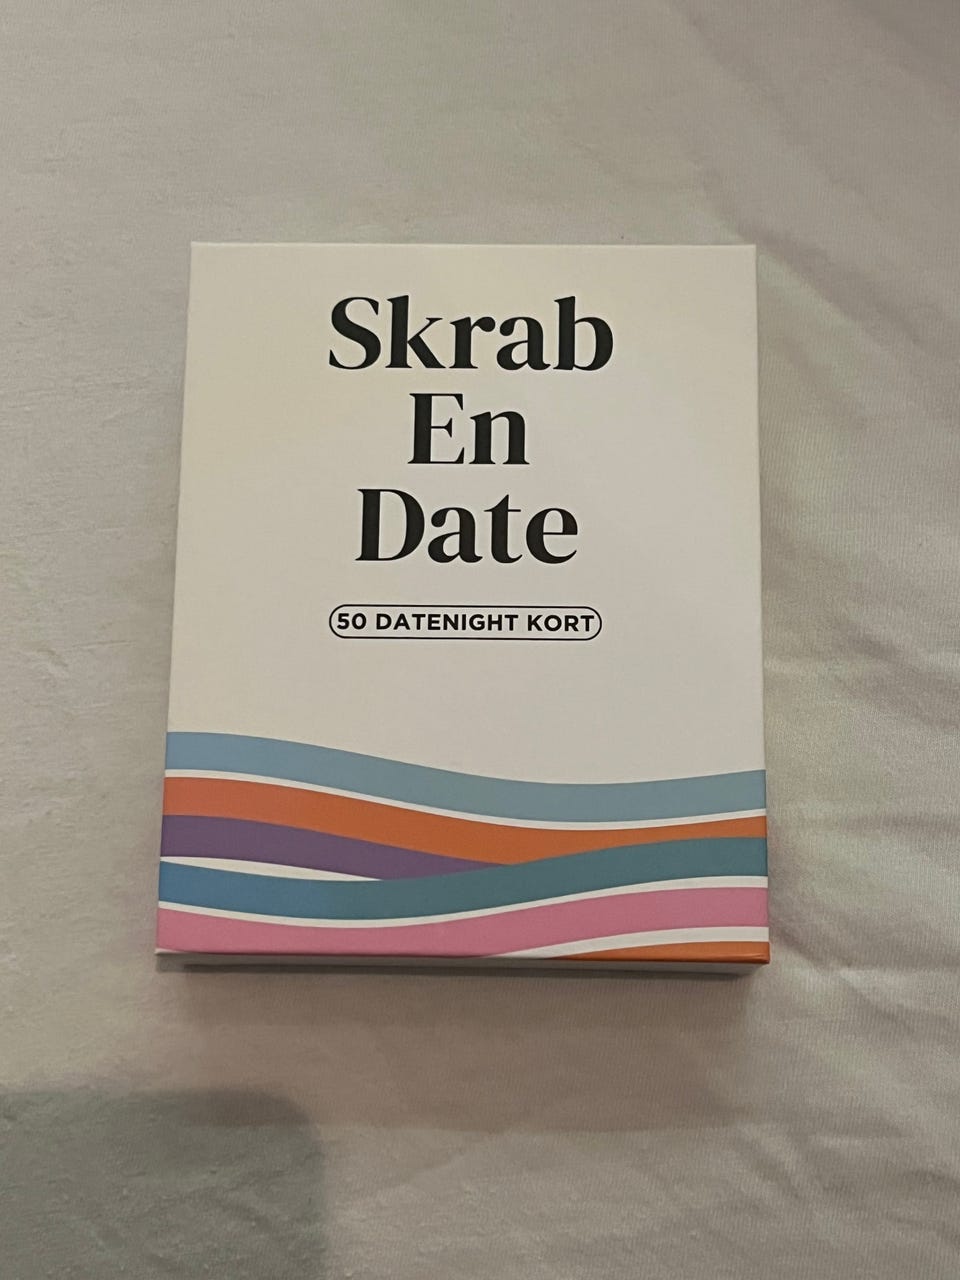 Skrab
En
Date
50 DATENIGHT KORT